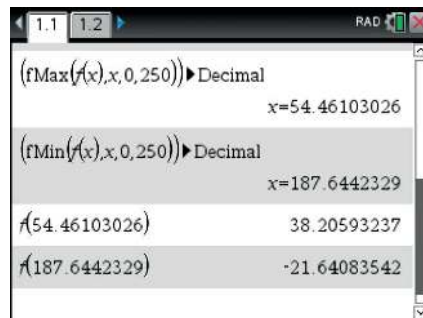 1.1 1.2 RAD
(fMax(f(x),x,0,250))▶Decimal
x=54.46103026
(fMin(f(x),x,0,250))▶Decimal
x=187.6442329
f(54.46103026) 38.20593237
f(187.6442329) -21.64083542